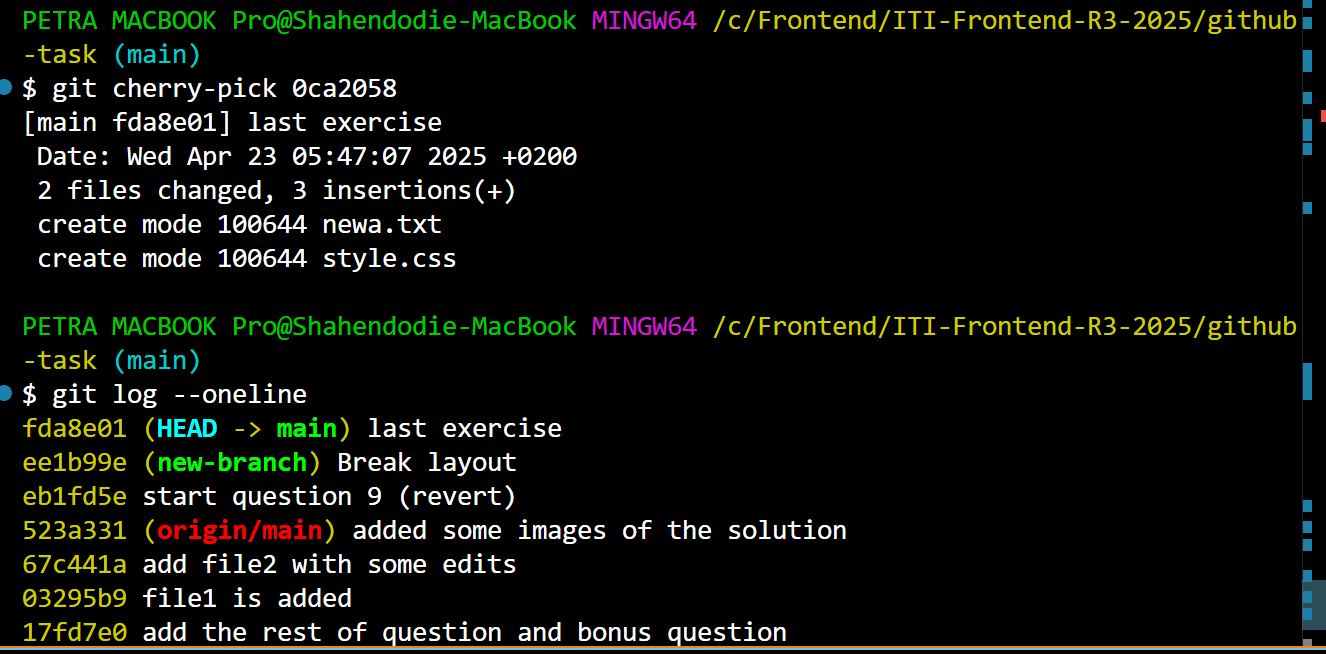 PETRA MACBOOK Pro@Shahendodie-MacBook MINGW64 /c/Frontend/ITI-Frontend-R3-2025/github
-task (main)
$ git cherry-pick 0ca2058
[main fda8e01] last exercise
 Date: Wed Apr 23 05:47:07 2025 +0200
 2 files changed, 3 insertions(+)
 create mode 100644 newa.txt
 create mode 100644 style.css
PETRA MACBOOK Pro@Shahendodie-MacBook MINGW64 /c/Frontend/ITI-Frontend-R3-2025/github
-task (main)
$ git log --oneline
fda8e01 (HEAD -> main) last exercise
ee1b99e (new-branch) Break layout
eb1fd5e start question 9 (revert)
523a331 (origin/main) added some images of the solution
67c441a add file2 with some edits
03295b9 file1 is added
17fd7e0 add the rest of question and bonus question